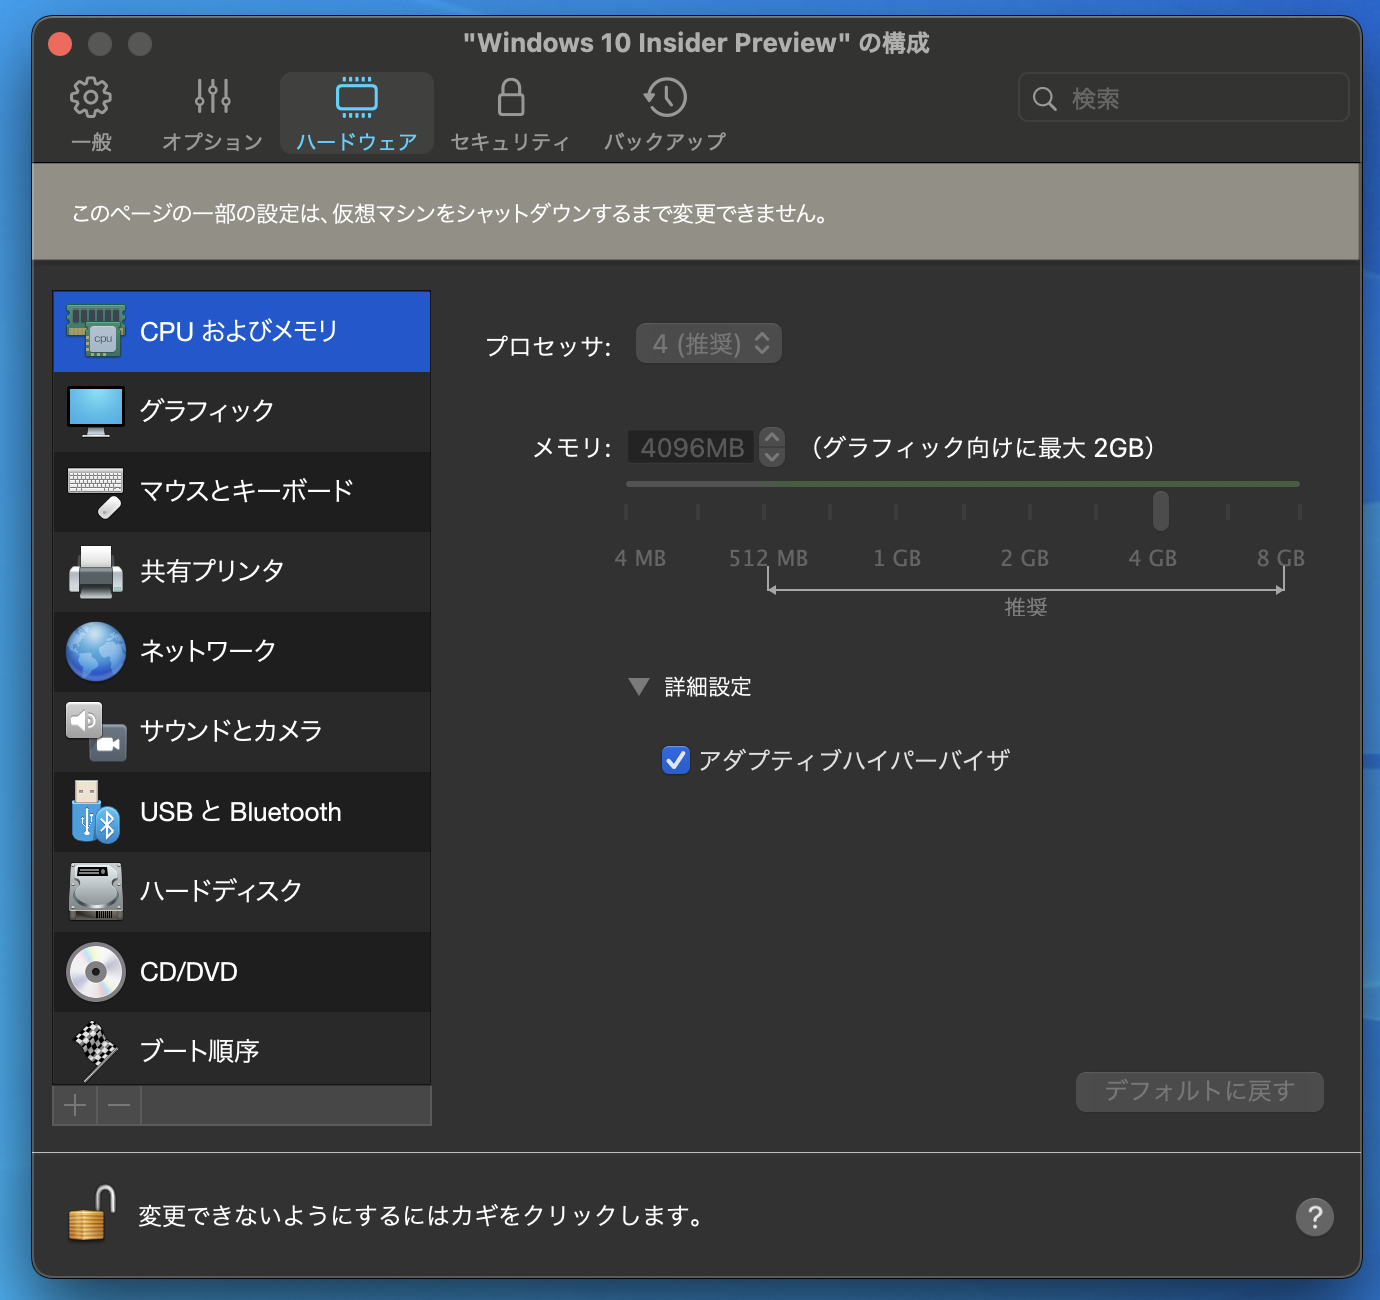 "Windows 10 Insider Preview" の構成
一般
オプション
ハードウェア
セキュリティ
バックアップ
検索
このページの一部の設定は、仮想マシンをシャットダウンするまで変更できません。
cpu
CPU およびメモリ
グラフィック
マウスとキーボード
共有プリンタ
ネットワーク
サウンドとカメラ
USB と Bluetooth
ハードディスク
CD/DVD
ブート順序
プロセッサ: 4 (推奨)
メモリ: 4096MB （グラフィック向けに最大 2GB）
4 MB 512 MB 1 GB 2 GB 4 GB 8 GB
推奨
詳細設定
アダプティブハイパーバイザ
デフォルトに戻す
変更できないようにするにはカギをクリックします。
?